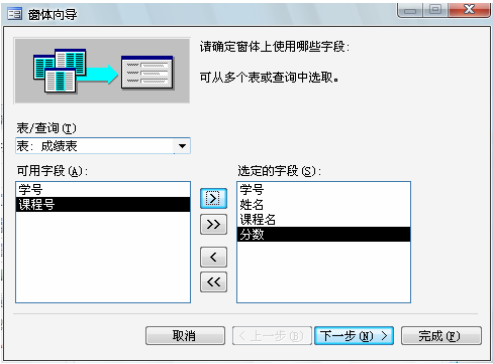 窗体向导
请确定窗体上使用哪些字段:
可从多个表或查询中选取。
表/查询(T)
表: 成绩表
可用字段(A):
选定的字段(S):
学号
课程号
>
>>
<
<<
学号
姓名
课程名
分数
取消
< 上一步(B)
下一步(N) >
完成(F)